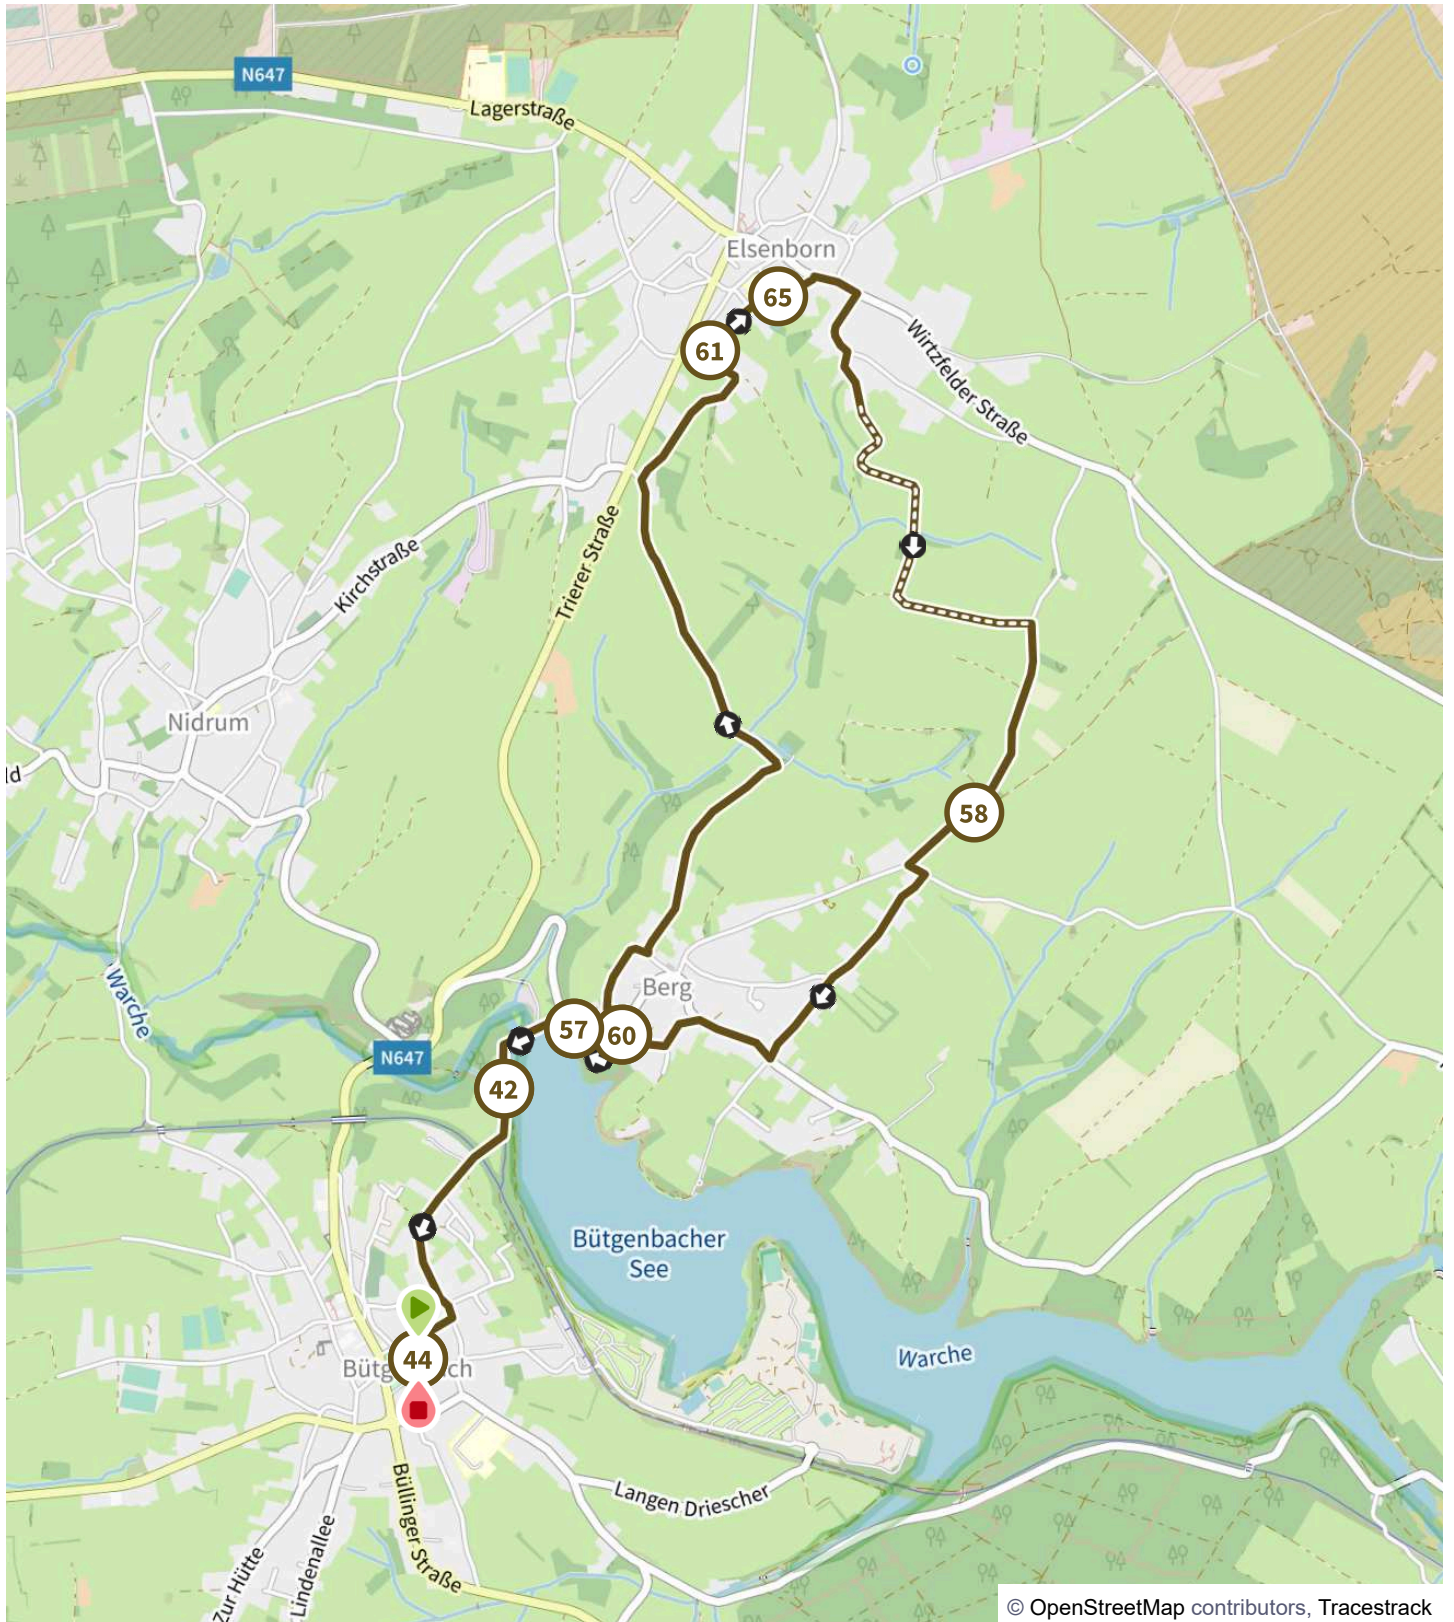 N647
Lagerstraße
Elsenborn
65
61
Wirtzfelder Straße
Trierer Straße
Kirchstraße
Nidrum
ld
58
Berg
Warche
57
60
N647
42
Bütgenbacher
See
Warche
44
Langen Driescher
Büllinger Straße
Zur Hütte
Lindenallee
© OpenStreetMap contributors, Tracestrack